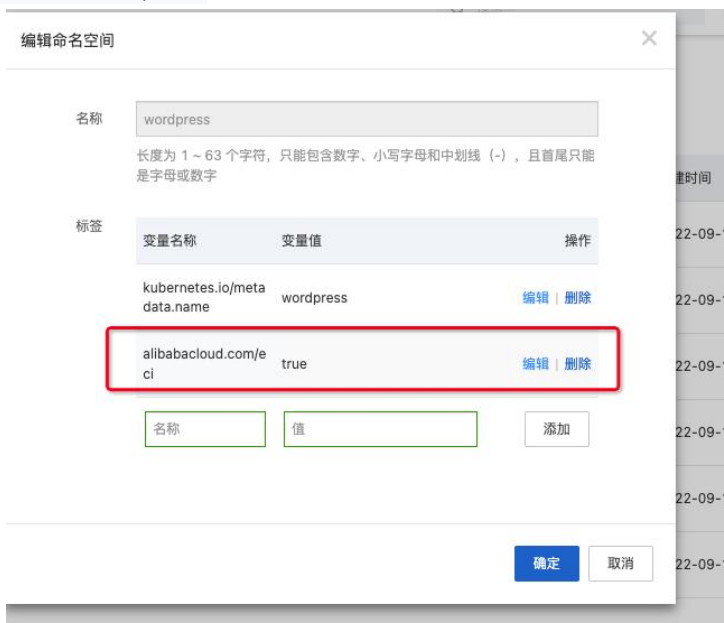 编辑命名空间
名称
wordpress
长度为 1 ~ 63 个字符，只能包含数字、小写字母和中划线（-），且首尾只能
是字母或数字
建时间
标签
变量名称 变量值 操作
22-09-
kubernetes.io/meta
data.name
wordpress
编辑 | 删除
22-09-
alibabacloud.com/e
ci
true
编辑 | 删除
22-09-
名称 值 添加
22-09-
22-09-
确定 取消
22-09-